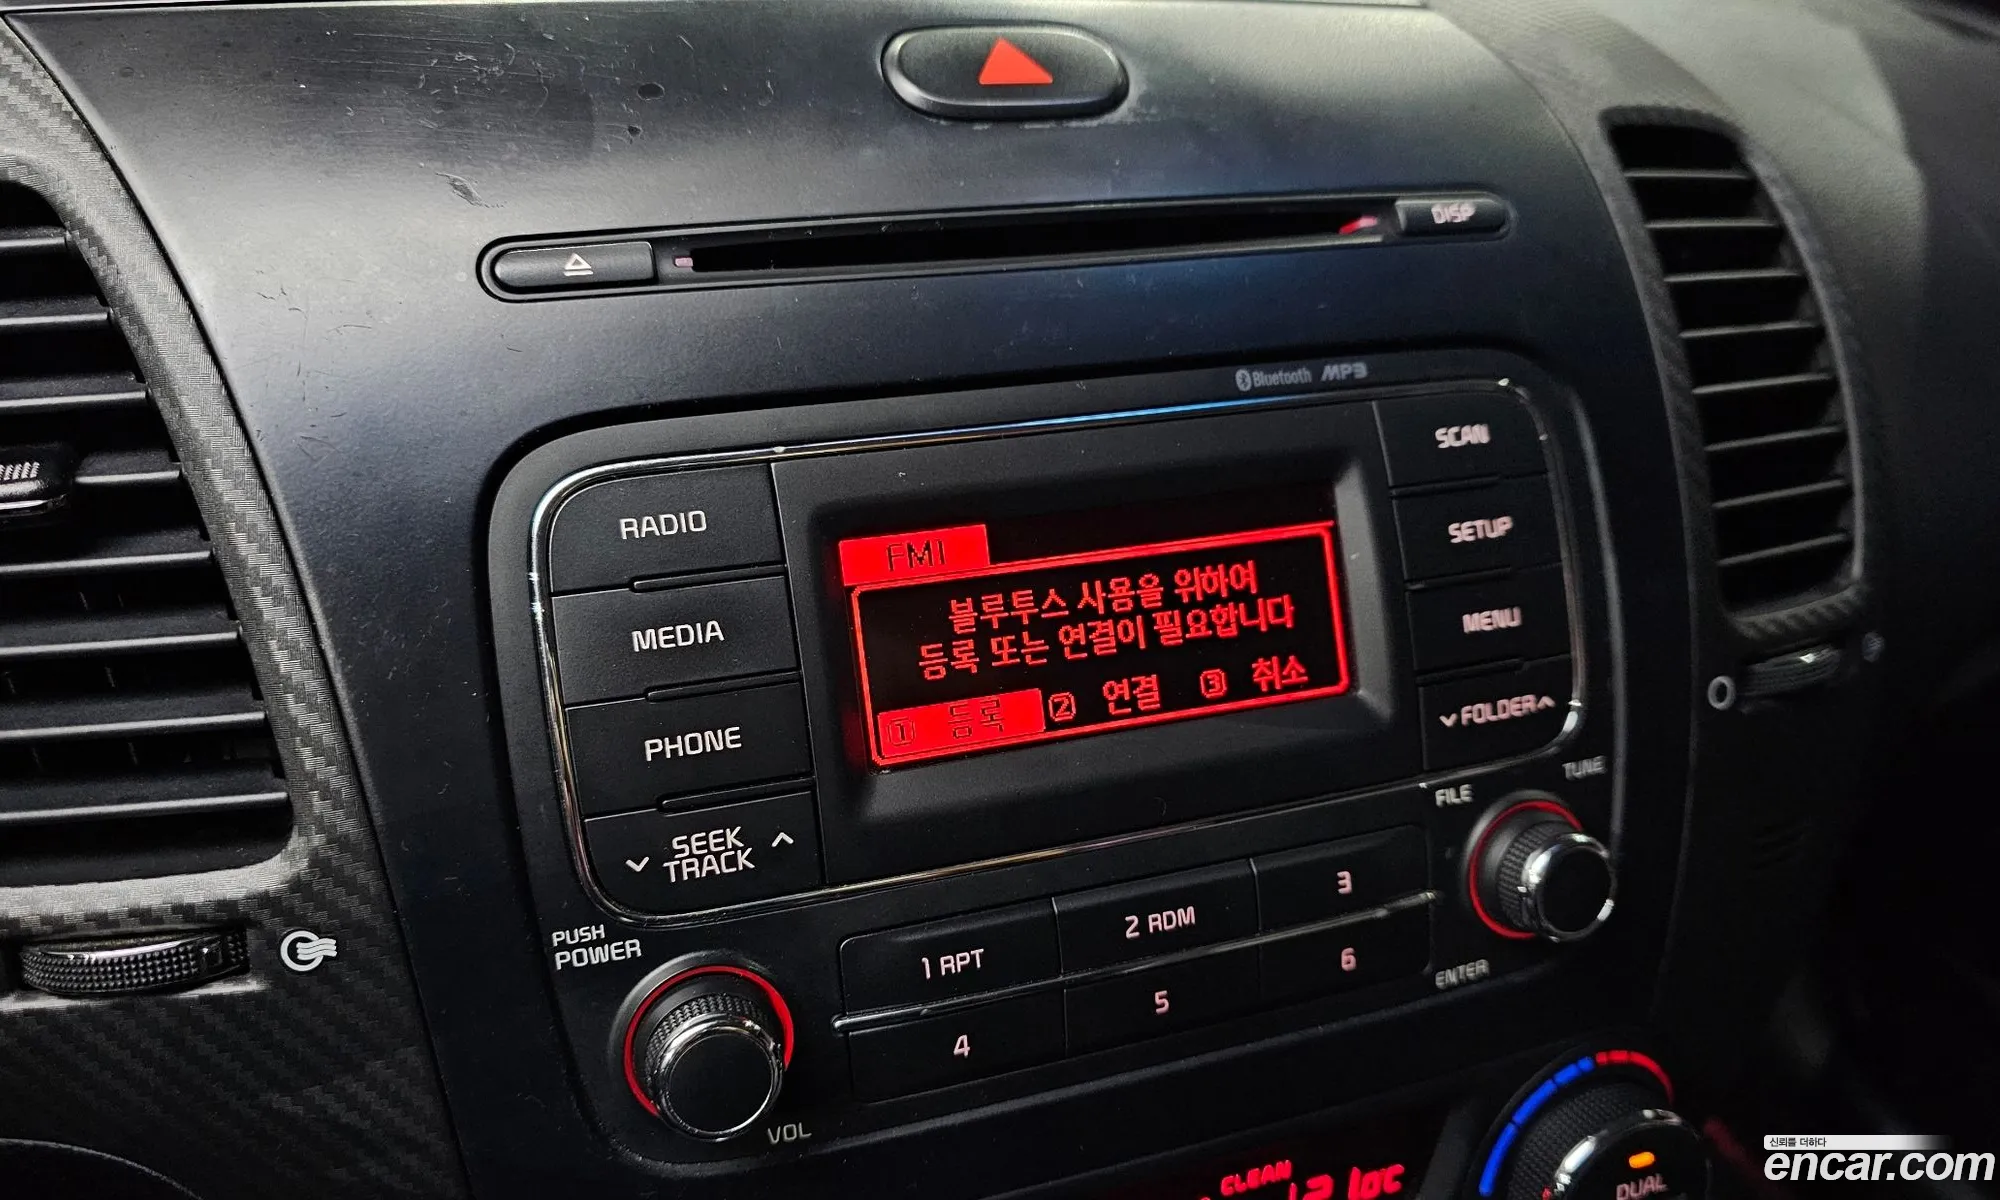 DISP
Bluetooth MP3
SCAN
RADIO
SETUP
FM1
블루투스 사용을 위하여
등록 또는 연결이 필요합니다
1 등록 2 연결 3 취소
MEDIA
MENU
PHONE
FOLDER
SEEK
TRACK
TUNE
FILE
PUSH
POWER
1 RPT
2 RDM
3
4
5
6
ENTER
VOL
CLEAN
DUAL
신뢰를 더하다
encar.com